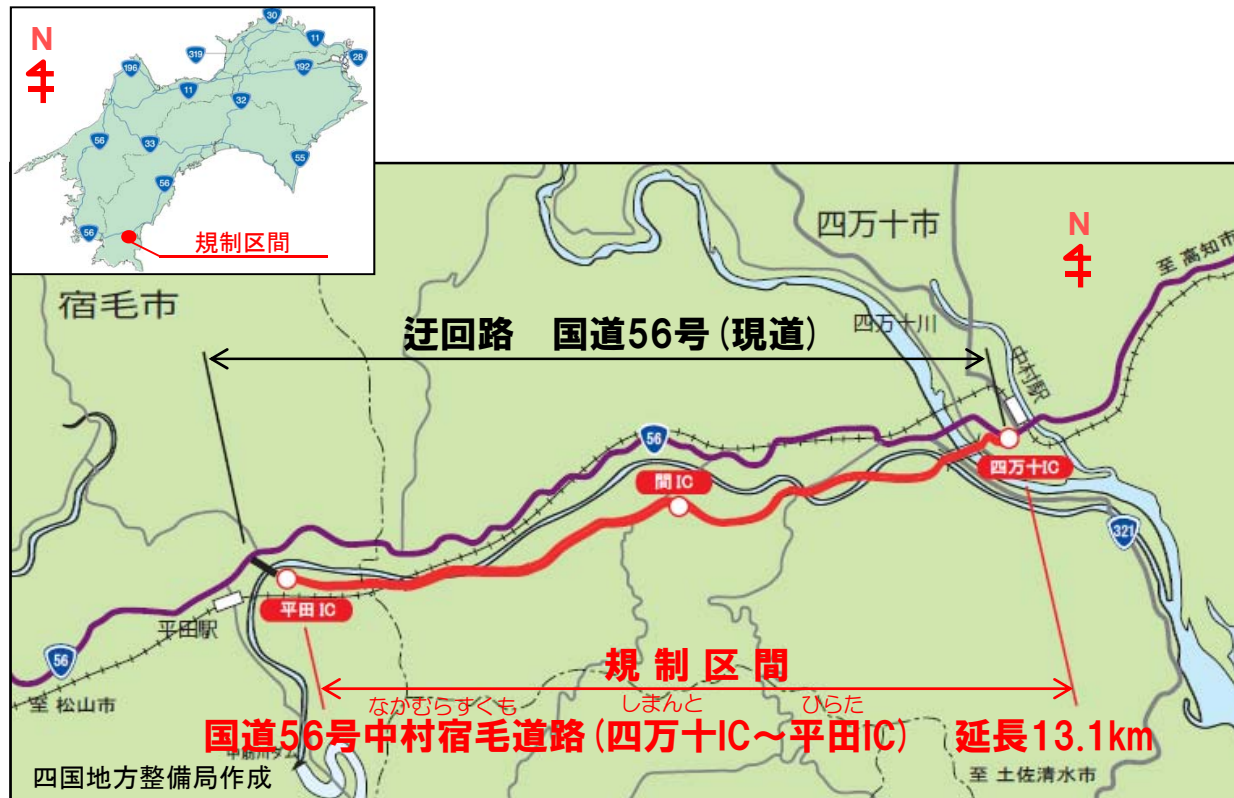 N
30
11
28
319
192
196
11
32
56
33
55
56
56
規制区間
四万十市
N
至 高知市
宿毛市
迂回路 国道56号(現道)
四万十川
中村駅
56
四万十IC
間IC
321
平田IC
平田駅
56
規制区間
至 松山市
なかむらすくも しまんと ひらた
国道56号中村宿毛道路(四万十IC～平田IC) 延長13.1km
中筋川ダム
四国地方整備局作成
至 土佐清水市